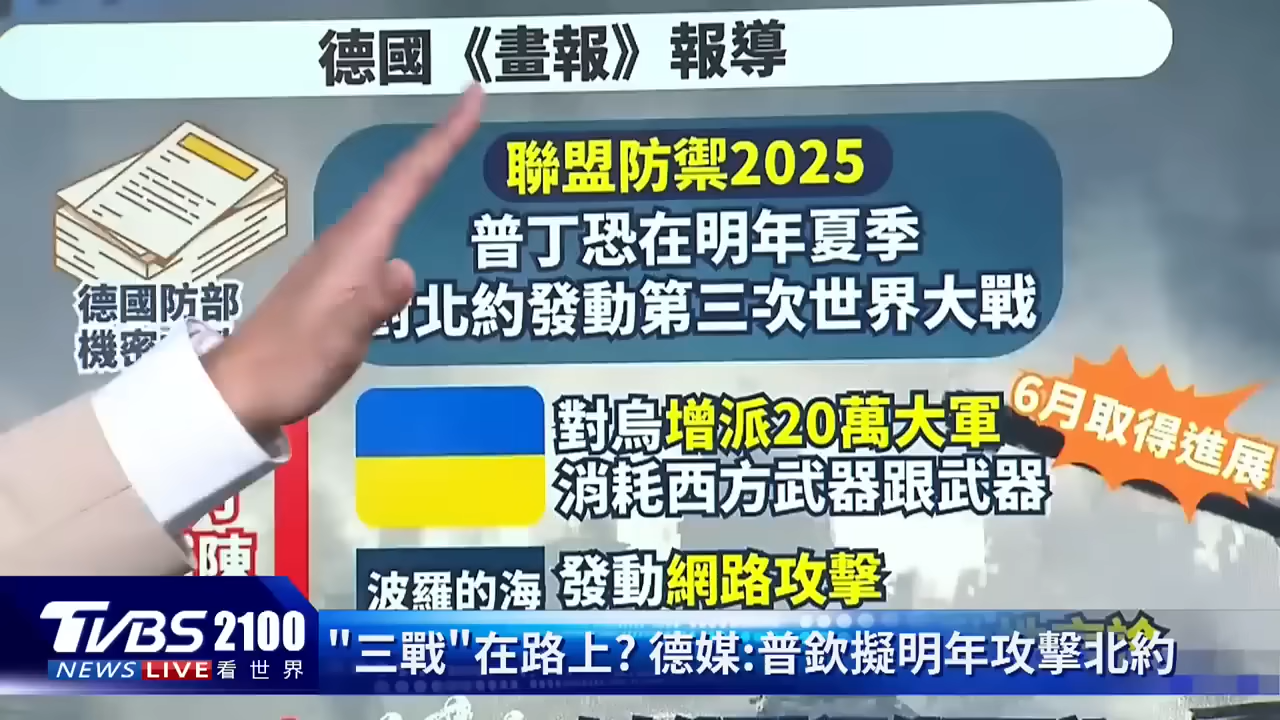 德國《畫報》報導
聯盟防禦2025
普丁恐在明年夏季
對北約發動第三次世界大戰
德國防部
機密
對烏增派20萬大軍
消耗西方武器跟武器
6月取得進展
陳
波羅的海
發動網路攻擊
TVBS 2100
NEWS LIVE 看世界
"三戰"在路上? 德媒:普欽擬明年攻擊北約